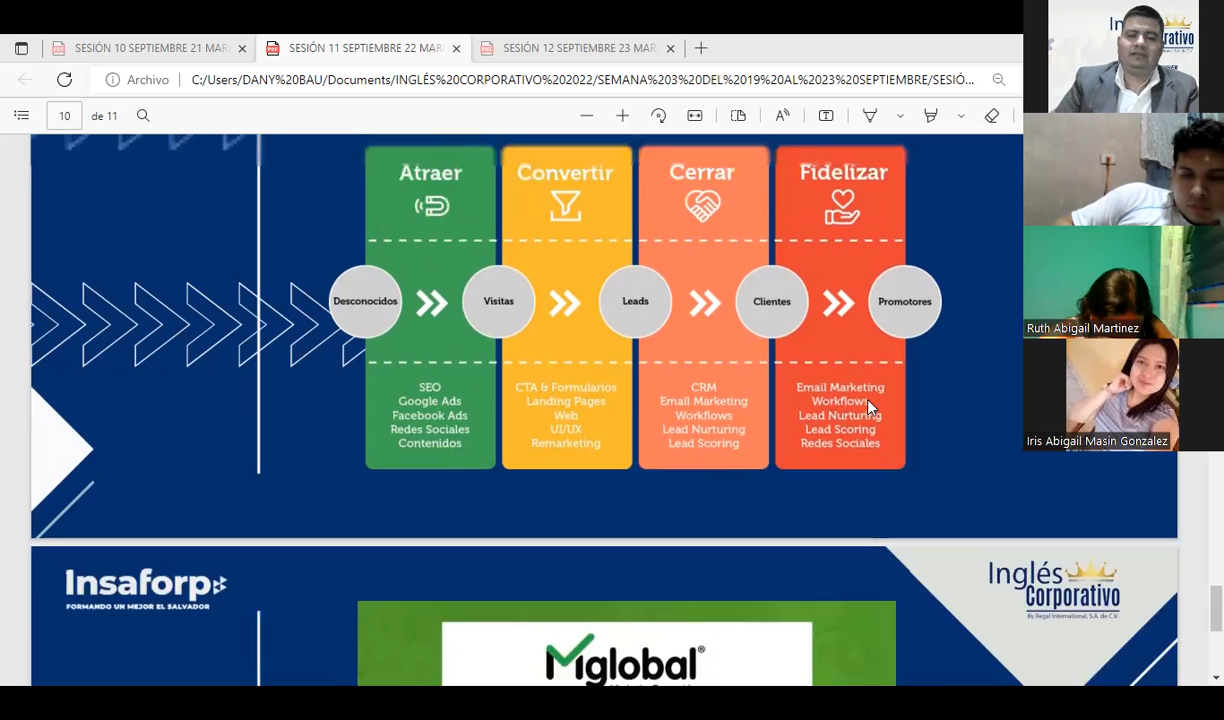 SESIÓN 10 SEPTIEMBRE 21 MAR
SESIÓN 11 SEPTIEMBRE 22 MAR
SESIÓN 12 SEPTIEMBRE 23 MAR
Archivo
C:/Users/DANY%20BAU/Documents/INGLÉS%20CORPORATIVO%202022/SEMANA%203%20DEL%2019%20AL%2023%20SEPTIEMBRE/SESIÓ...
10 de 11
Atraer
Convertir
Cerrar
Fidelizar
Desconocidos
Visitas
Leads
Clientes
Promotores
SEO
Google Ads
Facebook Ads
Redes Sociales
Contenidos
CTA & Formularios
Landing Pages
Web
UI/UX
Remarketing
CRM
Email Marketing
Workflows
Lead Nurturing
Lead Scoring
Email Marketing
Workflows
Lead Nurturing
Lead Scoring
Redes Sociales
Ruth Abigail Martinez
Iris Abigail Masin Gonzalez
Insaforp
FORMANDO UN MEJOR EL SALVADOR
Inglés
Corporativo
By Regal International, S.A. de C.V.
Miglobal®